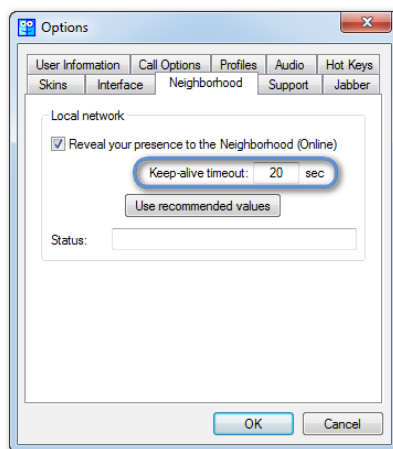 Options
User Information Call Options Profiles Audio Hot Keys
Skins Interface Neighborhood Support Jabber
Local network
Reveal your presence to the Neighborhood (Online)
Keep-alive timeout: 20 sec
Use recommended values
Status:
OK Cancel